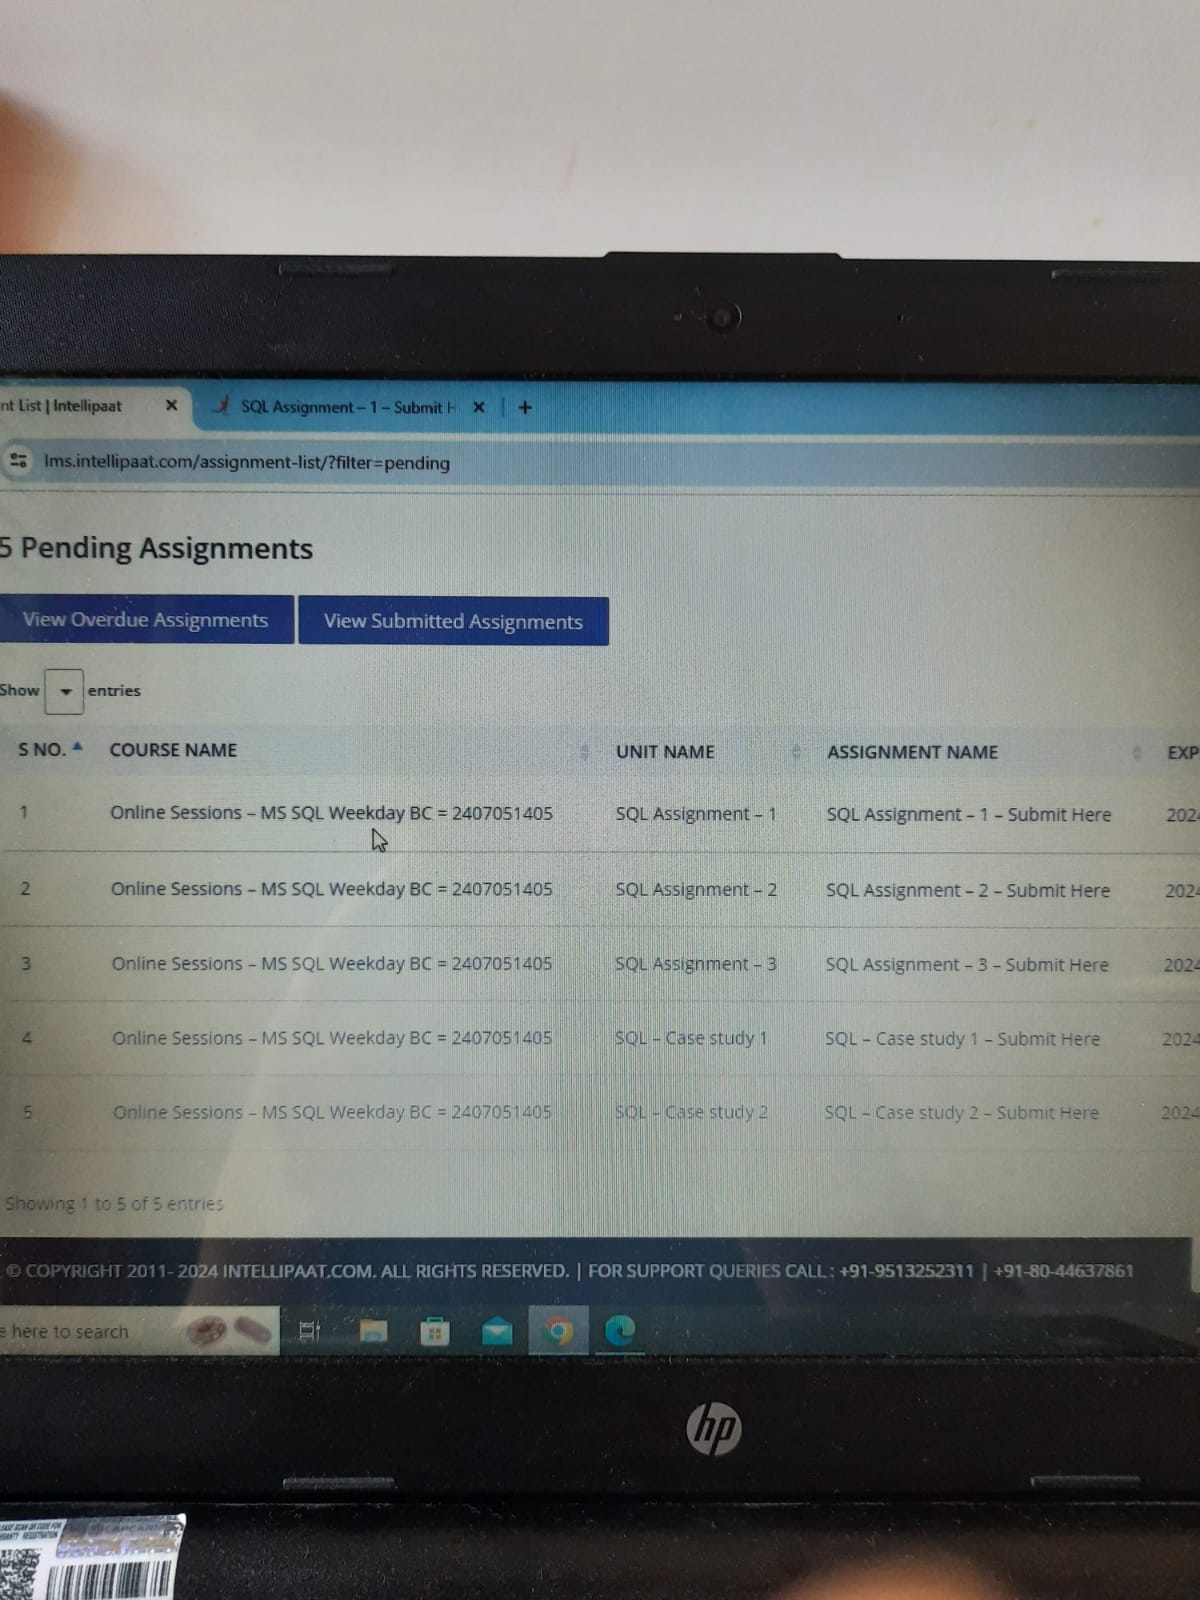 nt List | Intellipaat
SQL Assignment – 1 – Submit H
lms.intellipaat.com/assignment-list/?filter=pending
5 Pending Assignments
View Overdue Assignments View Submitted Assignments
Show entries
S NO. COURSE NAME UNIT NAME ASSIGNMENT NAME EXP
1 Online Sessions – MS SQL Weekday BC = 2407051405 SQL Assignment – 1 SQL Assignment – 1 – Submit Here 2024
2 Online Sessions – MS SQL Weekday BC = 2407051405 SQL Assignment – 2 SQL Assignment – 2 – Submit Here 2024
3 Online Sessions – MS SQL Weekday BC = 2407051405 SQL Assignment – 3 SQL Assignment – 3 – Submit Here 2024
4 Online Sessions – MS SQL Weekday BC = 2407051405 SQL – Case study 1 SQL – Case study 1 – Submit Here 2024
5 Online Sessions – MS SQL Weekday BC = 2407051405 SQL – Case study 2 SQL – Case study 2 – Submit Here 2024
Showing 1 to 5 of 5 entries
© COPYRIGHT 2011- 2024 INTELLIPAAT.COM. ALL RIGHTS RESERVED. | FOR SUPPORT QUERIES CALL : +91-9513252311 | +91-80-44637861
e here to search
hp